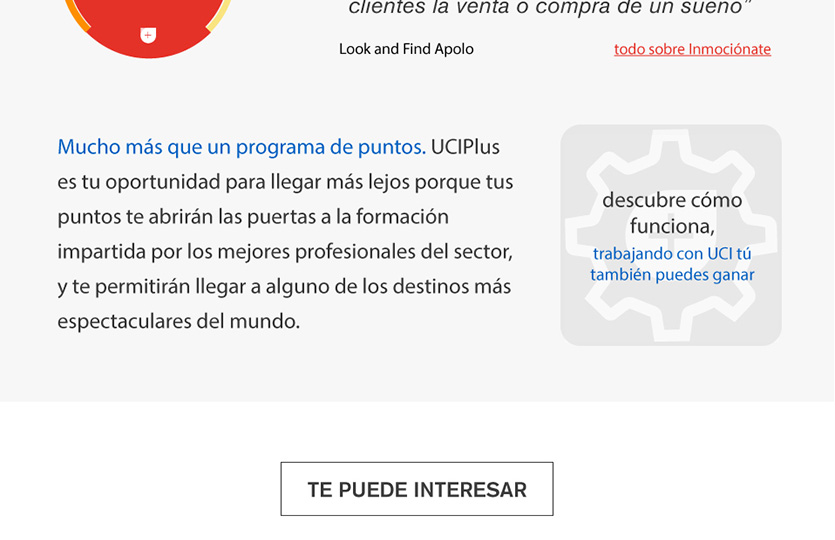 clientes la venta o compra de un sueño”
Look and Find Apolo
todo sobre Inmociónate
Mucho más que un programa de puntos. UCIPlus
es tu oportunidad para llegar más lejos porque tus
puntos te abrirán las puertas a la formación
impartida por los mejores profesionales del sector,
y te permitirán llegar a alguno de los destinos más
espectaculares del mundo.
descubre cómo
funciona,
trabajando con UCI tú
también puedes ganar
TE PUEDE INTERESAR